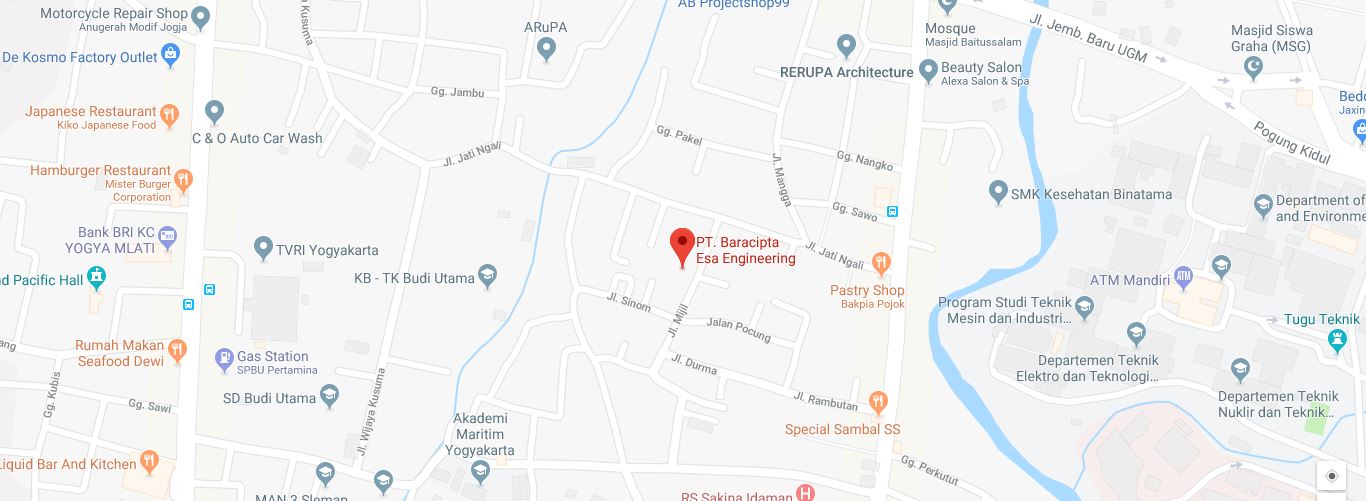 Motorcycle Repair Shop
Anugerah Modif Jogja
Kusuma
AB Projectshop99
Mosque
Masjid Baitussalam
Jl. Jemb. Baru UGM
Masjid Siswa
Graha (MSG)
De Kosmo Factory Outlet
ARuPA
RERUPA Architecture
Beauty Salon
Alexa Salon & Spa
Gg. Jambu
Japanese Restaurant
Kiko Japanese Food
C & O Auto Car Wash
Gg. Pakel
Jl. Jati Ngali
Jl. Mangga
Gg. Nangko
Pogung Kidul
Hamburger Restaurant
Mister Burger
Corporation
SMK Kesehatan Binatama
Gg. Sawo
Department of
and Environme
Bank BRI KC
YOGYA MLATI
TVRI Yogyakarta
PT. Baracipta
Esa Engineering
Jl. Jati Ngali
KB - TK Budi Utama
nd Pacific Hall
Pastry Shop
Bakpia Pojok
ATM Mandiri
ATM
Jl. Sinom
Jl. Mijil
Jalan Pocung
Program Studi Teknik
Mesin dan Industri...
Tugu Teknik
Rumah Makan
Seafood Dewi
Gas Station
SPBU Pertamina
Jl. Durma
Departemen Teknik
Elektro dan Teknologi...
Gg. Kubis
Gg. Sawi
SD Budi Utama
Jl. Wijaya Kusuma
Jl. Rambutan
Special Sambal SS
Departemen Teknik
Nuklir dan Teknik...
Akademi
Maritim
Yogyakarta
Liquid Bar And Kitchen
MAN 3 Sleman
RS Sakina Idaman
H
Gg. Perkutut